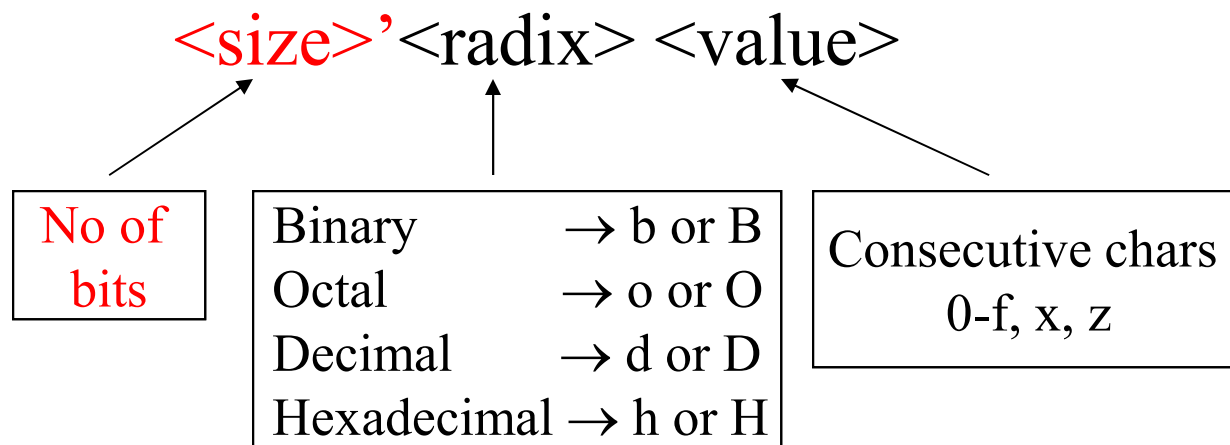 <size>’<radix> <value>
No of
bits
Binary → b or B
Octal → o or O
Decimal → d or D
Hexadecimal → h or H
Consecutive chars
0-f, x, z